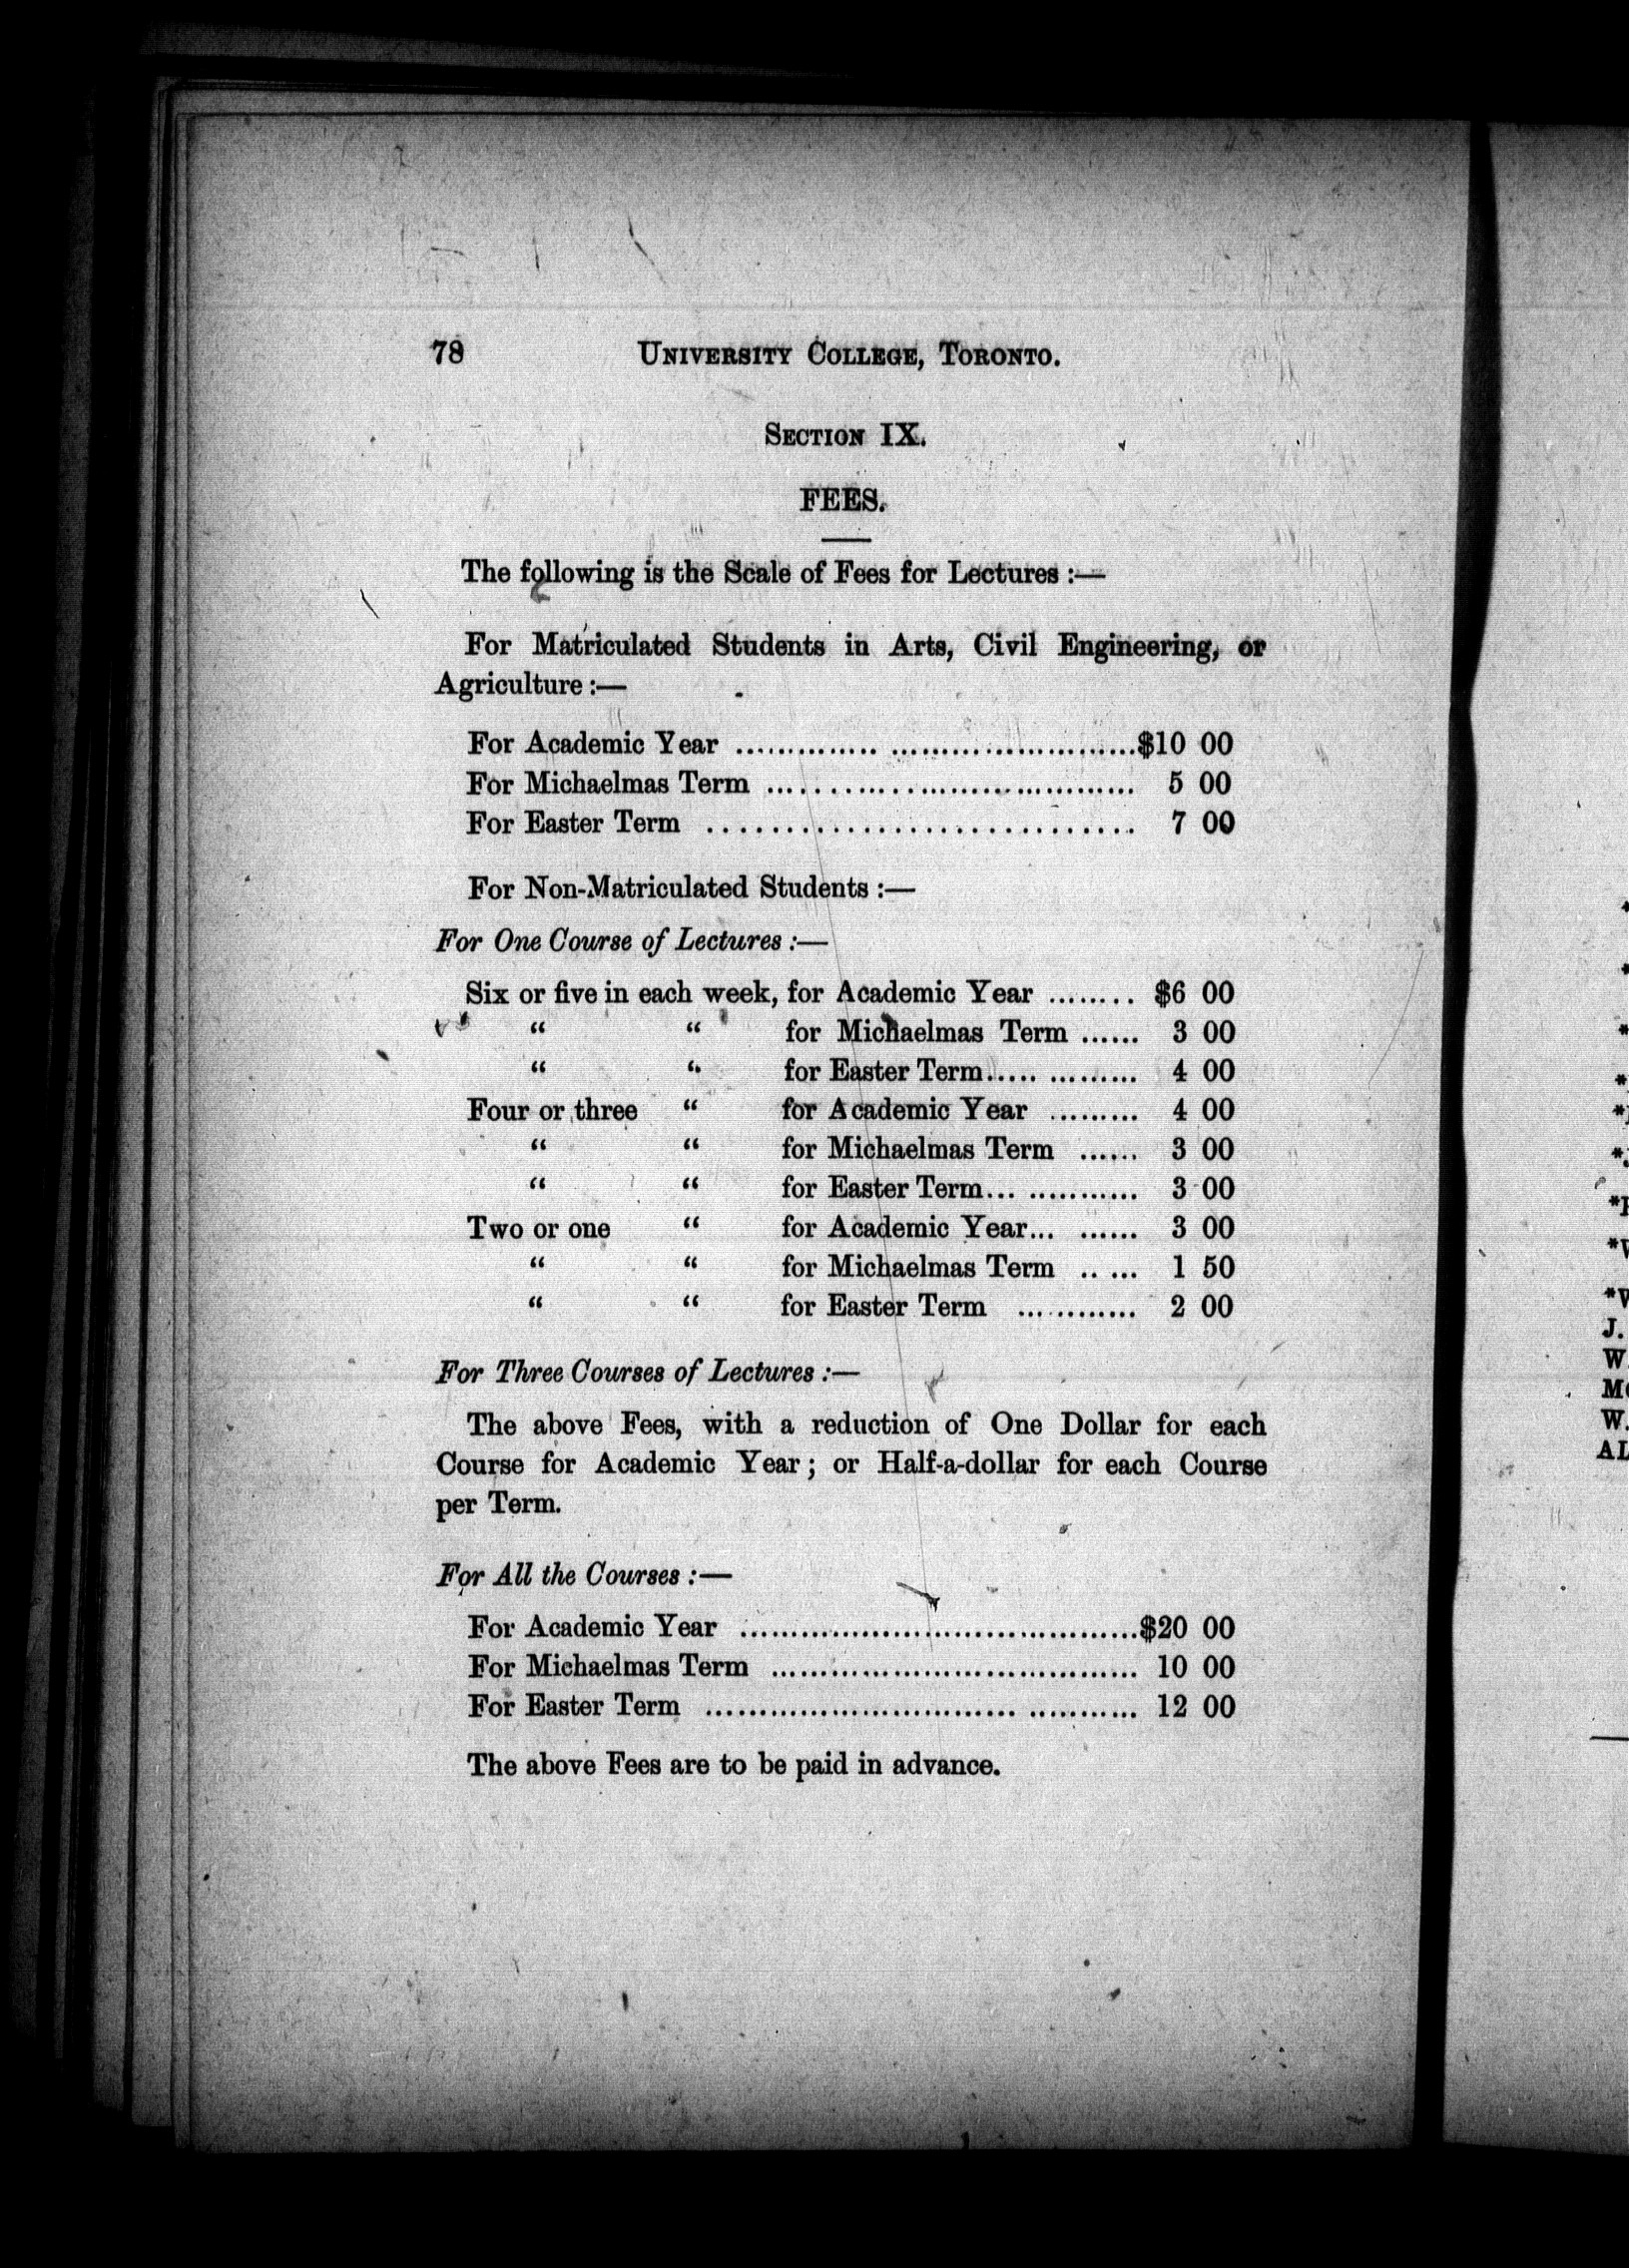 78 UNIVERSITY COLLEGE, TORONTO.
SECTION IX.
FEES.
The following is the Scale of Fees for Lectures :—
For Matriculated Students in Arts, Civil Engineering, or
Agriculture :—
For Academic Year .......................................$10 00
For Michaelmas Term ................................... 5 00
For Easter Term ............................ 7 00
For Non-Matriculated Students :—
For One Course of Lectures :—
Six or five in each week, for Academic Year ........ $6 00
“ “ for Michaelmas Term ...... 3 00
“ “ for Easter Term.............. 4 00
Four or three “ for Academic Year ......... 4 00
“ “ for Michaelmas Term ...... 3 00
“ “ for Easter Term... ........... 3 00
Two or one “ for Academic Year... ...... 3 00
“ “ for Michaelmas Term .. ... 1 50
“ “ for Easter Term ............ 2 00
For Three Courses of Lectures :—
The above Fees, with a reduction of One Dollar for each
Course for Academic Year ; or Half-a-dollar for each Course
per Term.
For All the Courses :—
For Academic Year .......................................$20 00
For Michaelmas Term .................................... 10 00
For Easter Term .............................. ........... 12 00
The above Fees are to be paid in advance.
J.
W.
W.